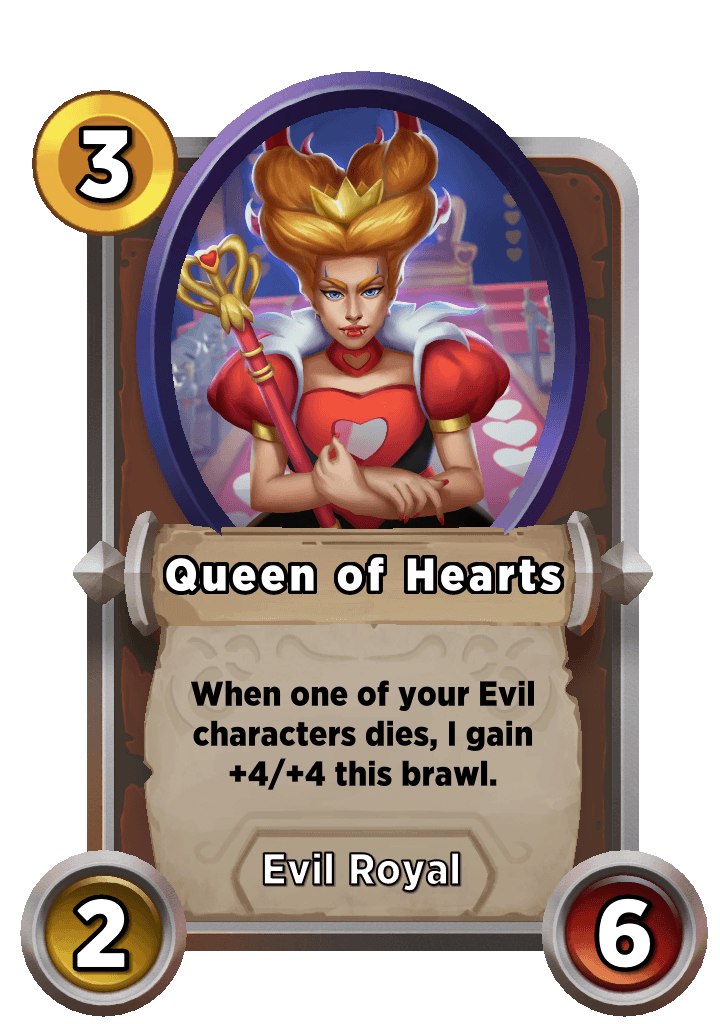 3
Queen of Hearts
When one of your Evil
characters dies, I gain
+4/+4 this brawl.
Evil Royal
2
6